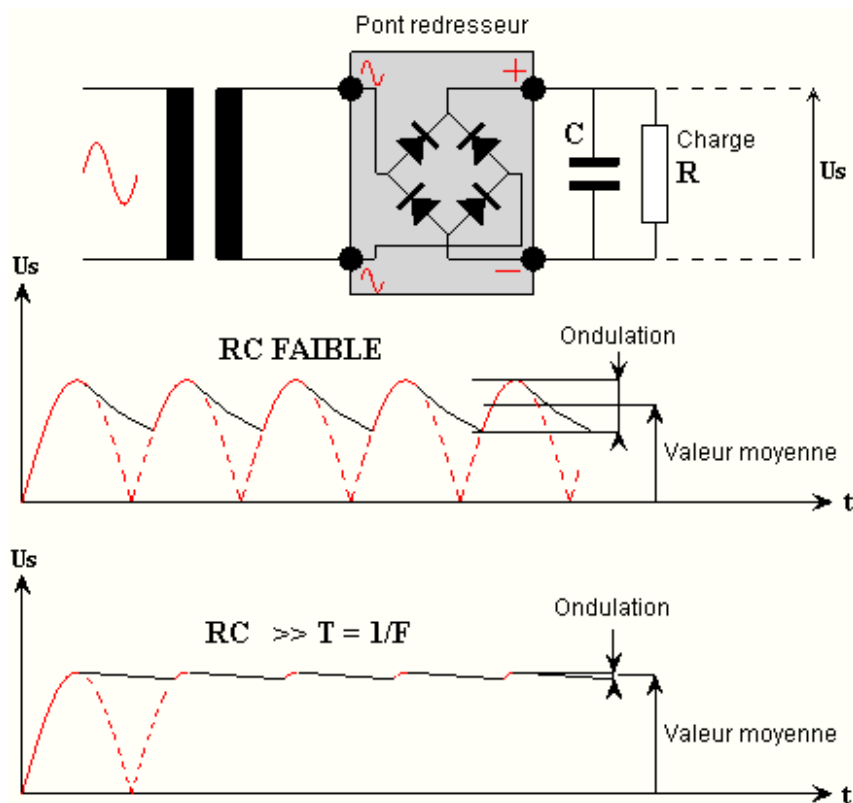 Pont redresseur
+
C
Charge
R
Us
−
Us
RC FAIBLE
Ondulation
Valeur moyenne
t
Us
RC >> T = 1/F
Ondulation
Valeur moyenne
t